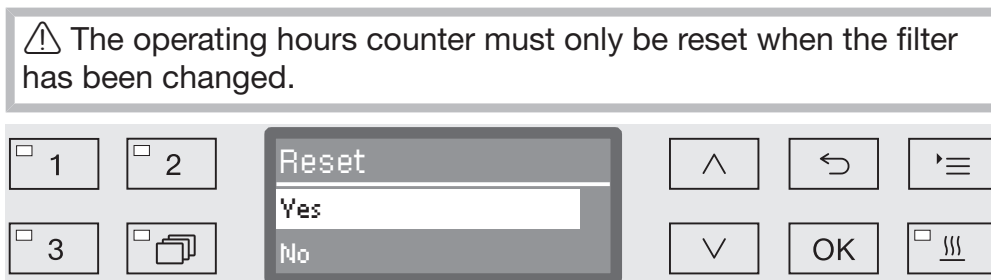 The operating hours counter must only be reset when the filter
has been changed.
1
2
Reset
Yes
3
No
OK